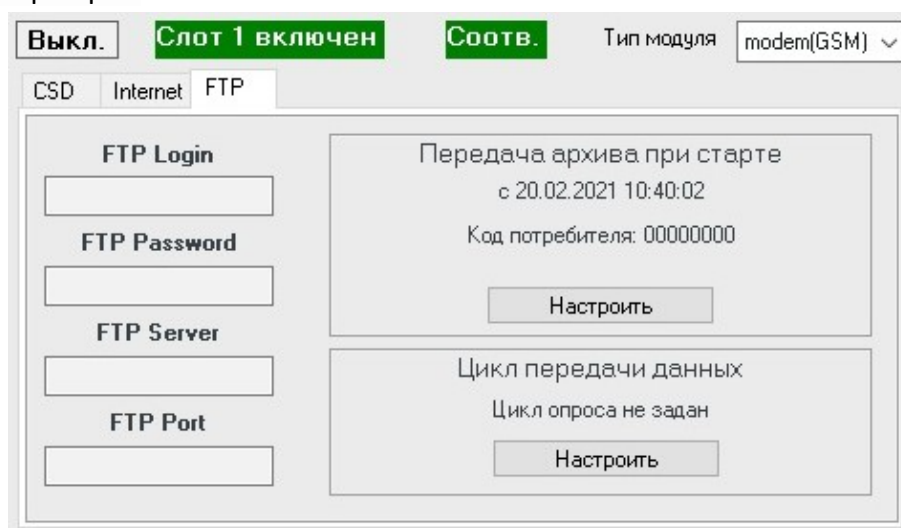 Выкл. Слот 1 включен Соотв. Тип модуля modem(GSM)
CSD Internet FTP
FTP Login
FTP Password
FTP Server
FTP Port
Передача архива при старте
с 20.02.2021 10:40:02
Код потребителя: 00000000
Настроить
Цикл передачи данных
Цикл опроса не задан
Настроить